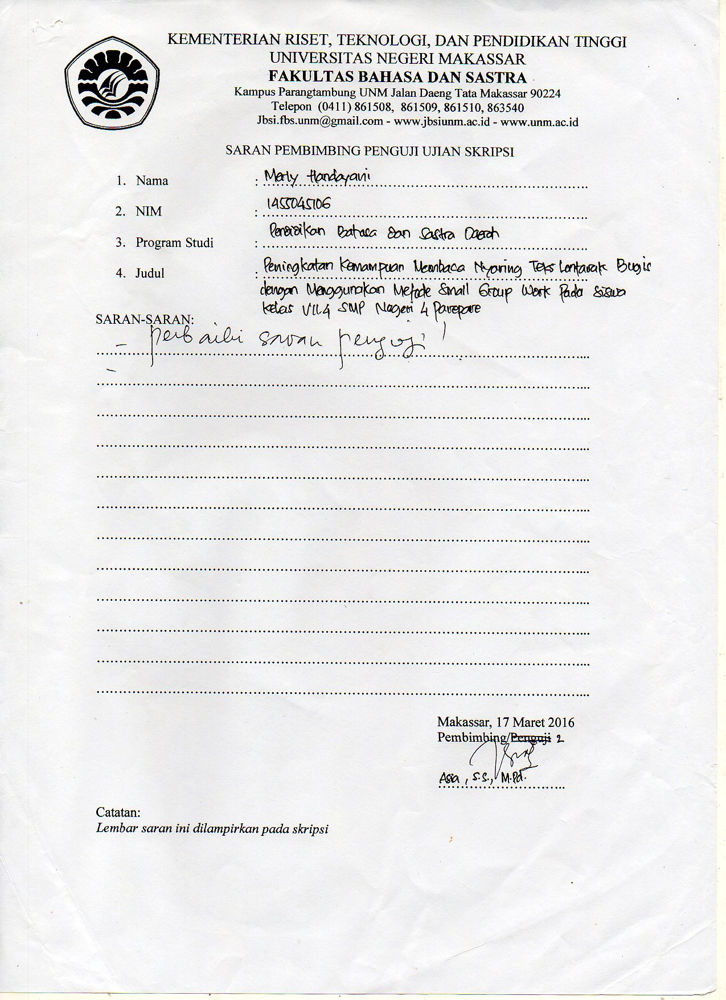 KEMENTERIAN RISET, TEKNOLOGI, DAN PENDIDIKAN TINGGI
UNIVERSITAS NEGERI MAKASSAR
FAKULTAS BAHASA DAN SASTRA
Kampus Parangtambung UNM Jalan Daeng Tata Makassar 90224
Telepon (0411) 861508, 861509, 861510, 863540
Jbsi.fbs.unm@gmail.com - www.jbsiunm.ac.id - www.unm.ac.id
SARAN PEMBIMBING PENGUJI UJIAN SKRIPSI
1. Nama : Merly Handayani
2. NIM : 1455045106
3. Program Studi : Pendidikan Bahasa dan Sastra Daerah
4. Judul : Peningkatan Kemampuan Membaca Nyaring Teks Lontarak Bugis
dengan Menggunakan Metode Small Group Work Pada Siswa
Kelas VII.4 SMP Negeri 4 Parepare
SARAN-SARAN:
– perbaiki saran penguji!
–
Makassar, 17 Maret 2016
Pembimbing/Penguji 2
Asia, S.S., M.Pd.
Catatan:
Lembar saran ini dilampirkan pada skripsi